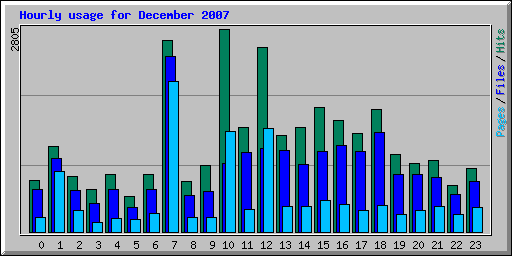 Hourly usage for December 2007
2805
Pages/Files/Hits
0 1 2 3 4 5 6 7 8 9 10 11 12 13 14 15 16 17 18 19 20 21 22 23